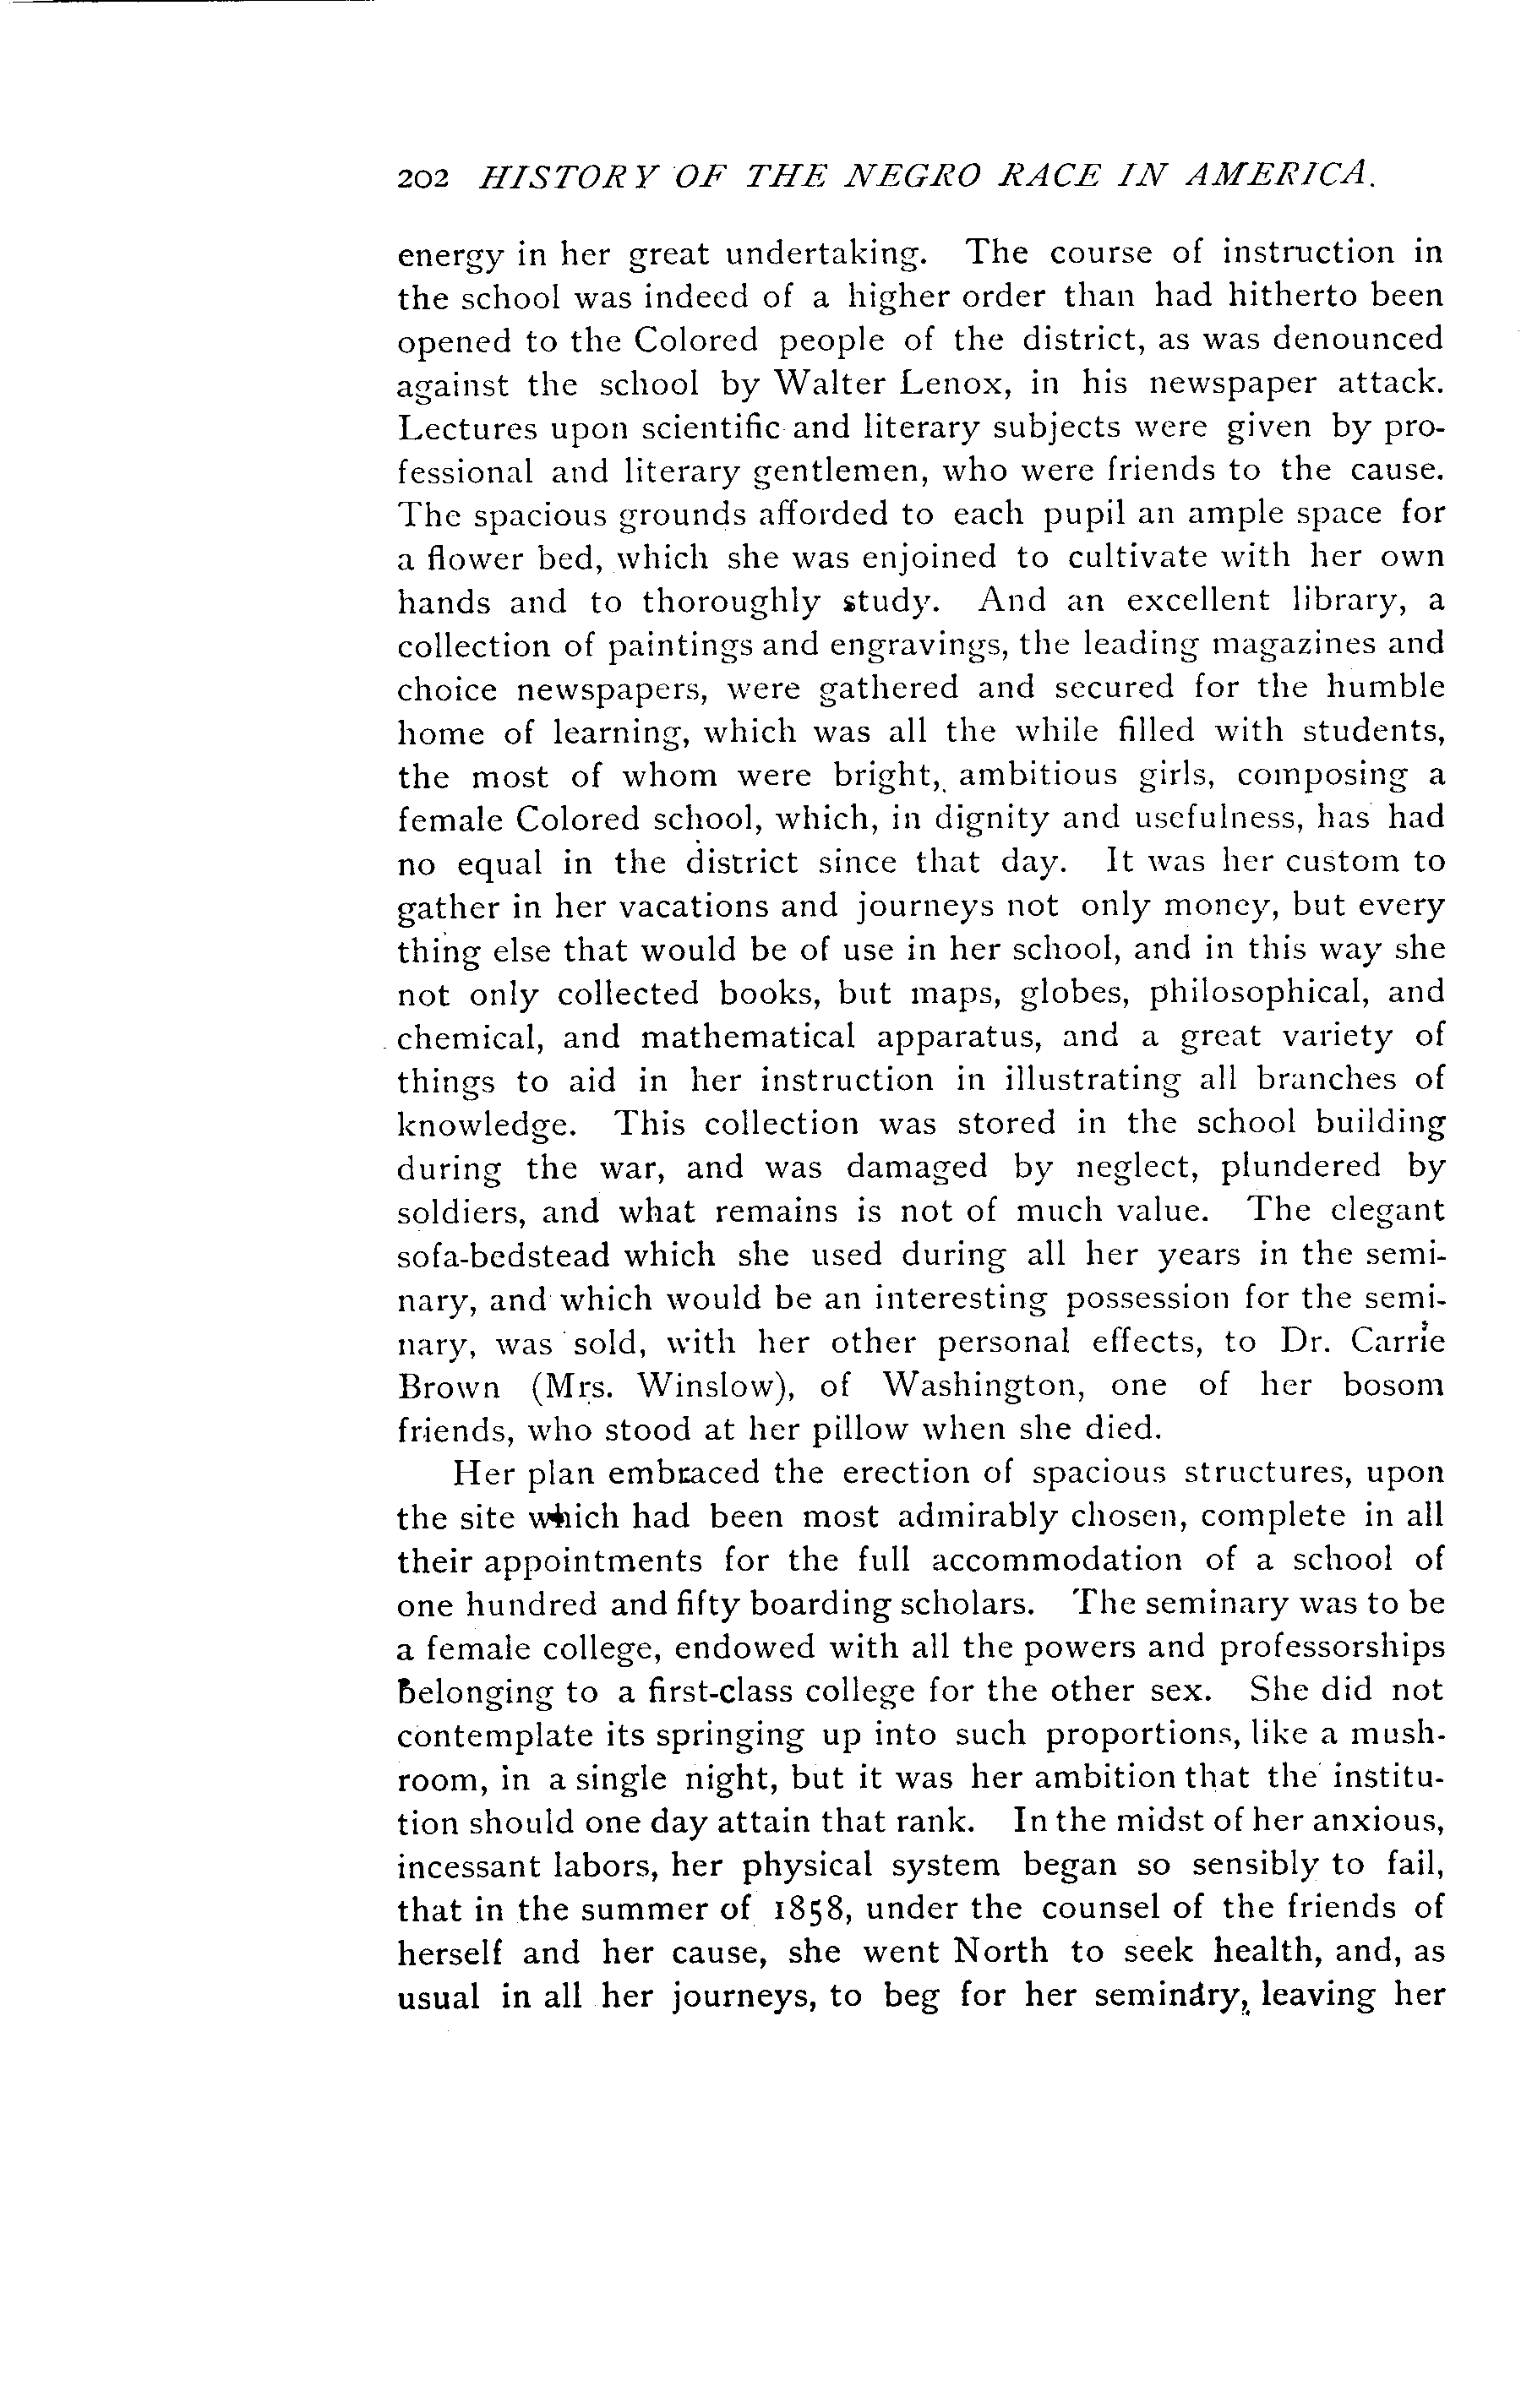 202 HISTORY OF THE NEGRO RACE IN AMERICA.
energy in her great undertaking. The course of instruction in
the school was indeed of a higher order than had hitherto been
opened to the Colored people of the district, as was denounced
against the school by Walter Lenox, in his newspaper attack.
Lectures upon scientific and literary subjects were given by pro-
fessional and literary gentlemen, who were friends to the cause.
The spacious grounds afforded to each pupil an ample space for
a flower bed, which she was enjoined to cultivate with her own
hands and to thoroughly study. And an excellent library, a
collection of paintings and engravings, the leading magazines and
choice newspapers, were gathered and secured for the humble
home of learning, which was all the while filled with students,
the most of whom were bright, ambitious girls, composing a
female Colored school, which, in dignity and usefulness, has had
no equal in the district since that day. It was her custom to
gather in her vacations and journeys not only money, but every
thing else that would be of use in her school, and in this way she
not only collected books, but maps, globes, philosophical, and
chemical, and mathematical apparatus, and a great variety of
things to aid in her instruction in illustrating all branches of
knowledge. This collection was stored in the school building
during the war, and was damaged by neglect, plundered by
soldiers, and what remains is not of much value. The elegant
sofa-bedstead which she used during all her years in the semi-
nary, and which would be an interesting possession for the semi-
nary, was sold, with her other personal effects, to Dr. Carrie
Brown (Mrs. Winslow), of Washington, one of her bosom
friends, who stood at her pillow when she died.
Her plan embraced the erection of spacious structures, upon
the site which had been most admirably chosen, complete in all
their appointments for the full accommodation of a school of
one hundred and fifty boarding scholars. The seminary was to be
a female college, endowed with all the powers and professorships
belonging to a first-class college for the other sex. She did not
contemplate its springing up into such proportions, like a mush-
room, in a single night, but it was her ambition that the institu-
tion should one day attain that rank. In the midst of her anxious,
incessant labors, her physical system began so sensibly to fail,
that in the summer of 1858, under the counsel of the friends of
herself and her cause, she went North to seek health, and, as
usual in all her journeys, to beg for her seminary, leaving her